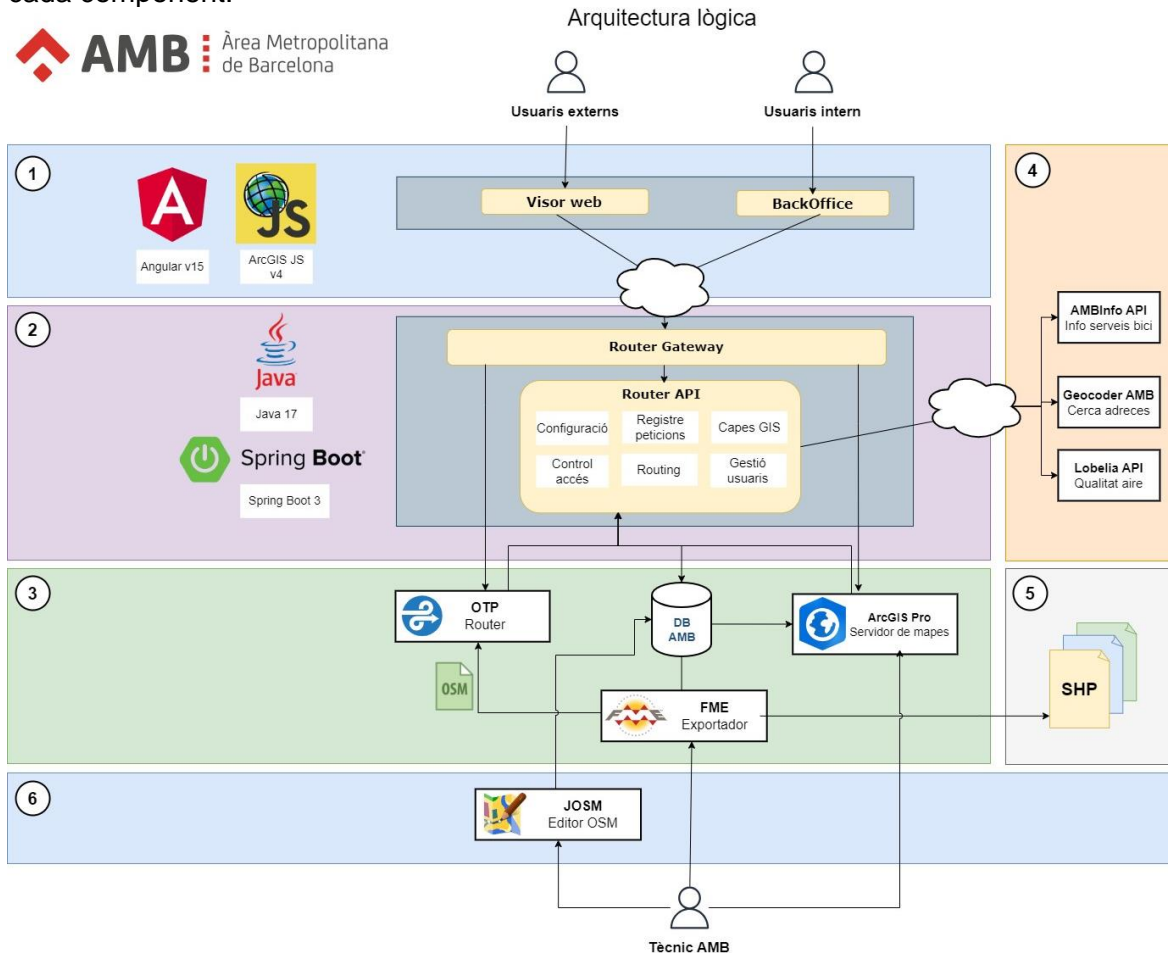 cada component.
Arquitectura lògica
AMB
Àrea Metropolitana
de Barcelona
Usuaris externs
Usuaris intern
1
Angular v15
JS
ArcGIS JS
v4
Visor web
BackOffice
4
AMBInfo API
Info serveis bici
Geocoder AMB
Cerca adreces
Lobelia API
Qualitat aire
2
Java
Java 17
Spring Boot
Spring Boot 3
Router Gateway
Router API
Configuració
Registre
peticions
Capes GIS
Control
accés
Routing
Gestió
usuaris
3
OTP
Router
DB
AMB
ArcGIS Pro
Servidor de mapes
OSM
FME
FME
Exportador
5
SHP
6
JOSM
Editor OSM
Tècnic AMB